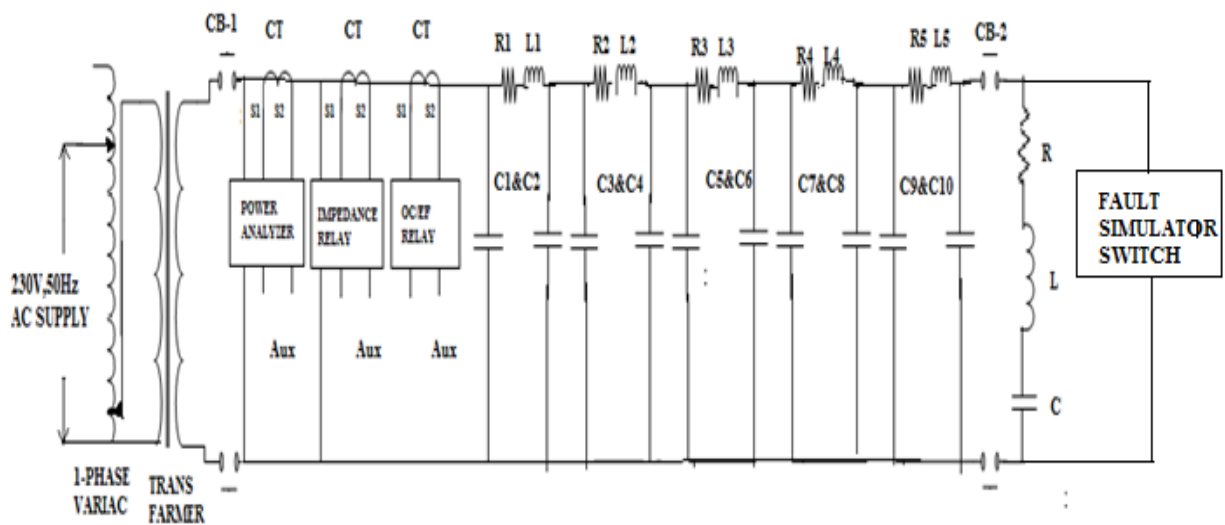 CB-1
CT
CT
CT
R1 L1
R2 L2
R3 L3
R4 L4
R5 L5
CB-2
S1 S2
S1 S2
S1 S2
POWER
ANALYZER
IMPEDANCE
RELAY
OC/EF
RELAY
C1&C2
C3&C4
C5&C6
C7&C8
C9&C10
R
L
C
FAULT
SIMULATOR
SWITCH
230V,50Hz
AC SUPPLY
Aux
Aux
Aux
1-PHASE
VARIAC
TRANS
FARMER
CB-1